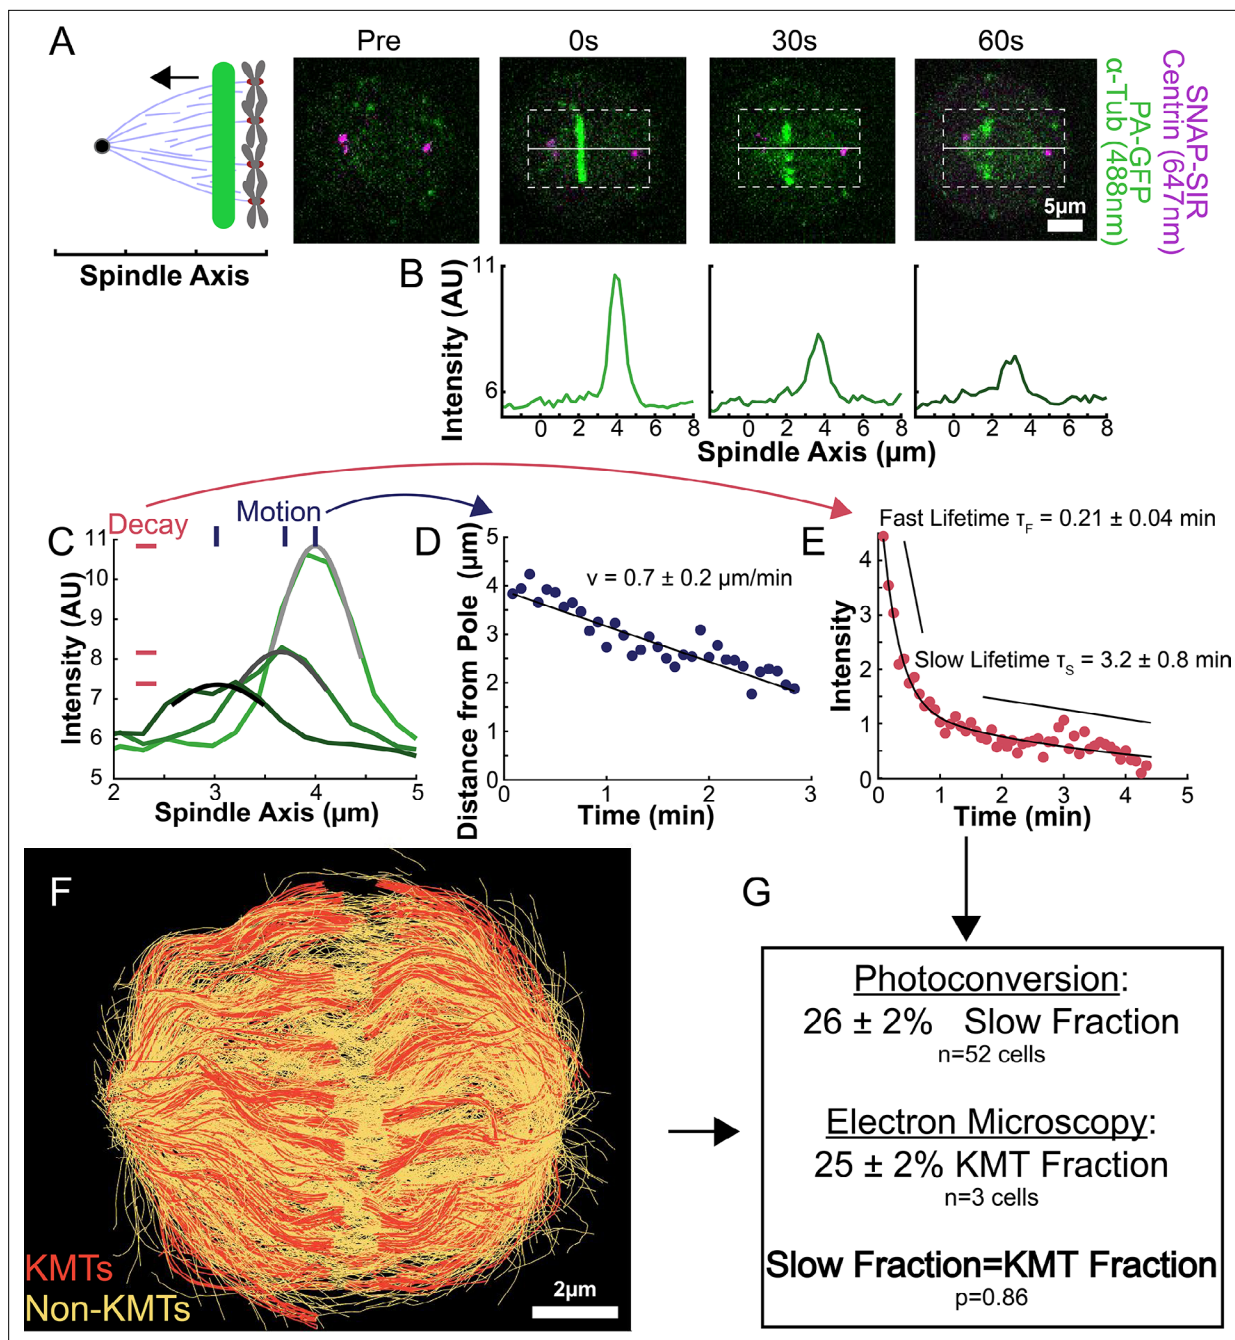 A
Pre
0s
30s
60s
SNAP-SIR
Centrin (647nm)
PA-GFP
α-Tub (488nm)
5µm
Spindle Axis
B
Intensity (AU)
11
6
0 2 4 6 8
0 2 4 6 8
0 2 4 6 8
Spindle Axis (µm)
Decay
Motion
C
Intensity (AU)
11
10
9
8
7
6
5
2 3 4 5
Spindle Axis (µm)
D
Distance from Pole (µm)
v = 0.7 ± 0.2 µm/min
5
4
3
2
1
0
0 1 2 3
Time (min)
E
Fast Lifetime τF = 0.21 ± 0.04 min
Slow Lifetime τS = 3.2 ± 0.8 min
Intensity
4
3
2
1
0
0 1 2 3 4 5
Time (min)
F
KMTs
Non-KMTs
2µm
G
Photoconversion:
26 ± 2% Slow Fraction
n=52 cells
Electron Microscopy:
25 ± 2% KMT Fraction
n=3 cells
Slow Fraction=KMT Fraction
p=0.86